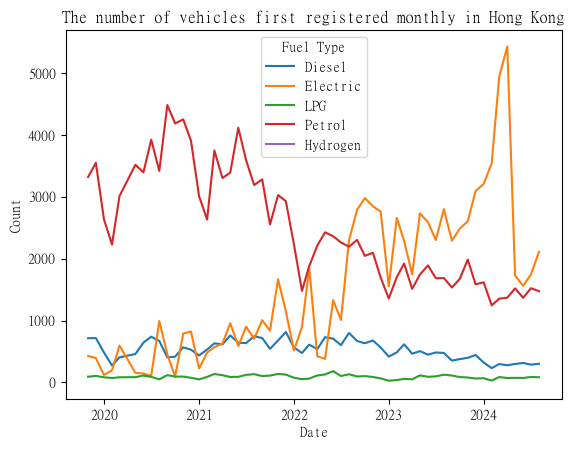 The number of vehicles first registered monthly in Hong Kong
Fuel Type
Diesel
Electric
LPG
Petrol
Hydrogen
5000
4000
3000
2000
1000
0
Count
2020
2021
2022
2023
2024
Date